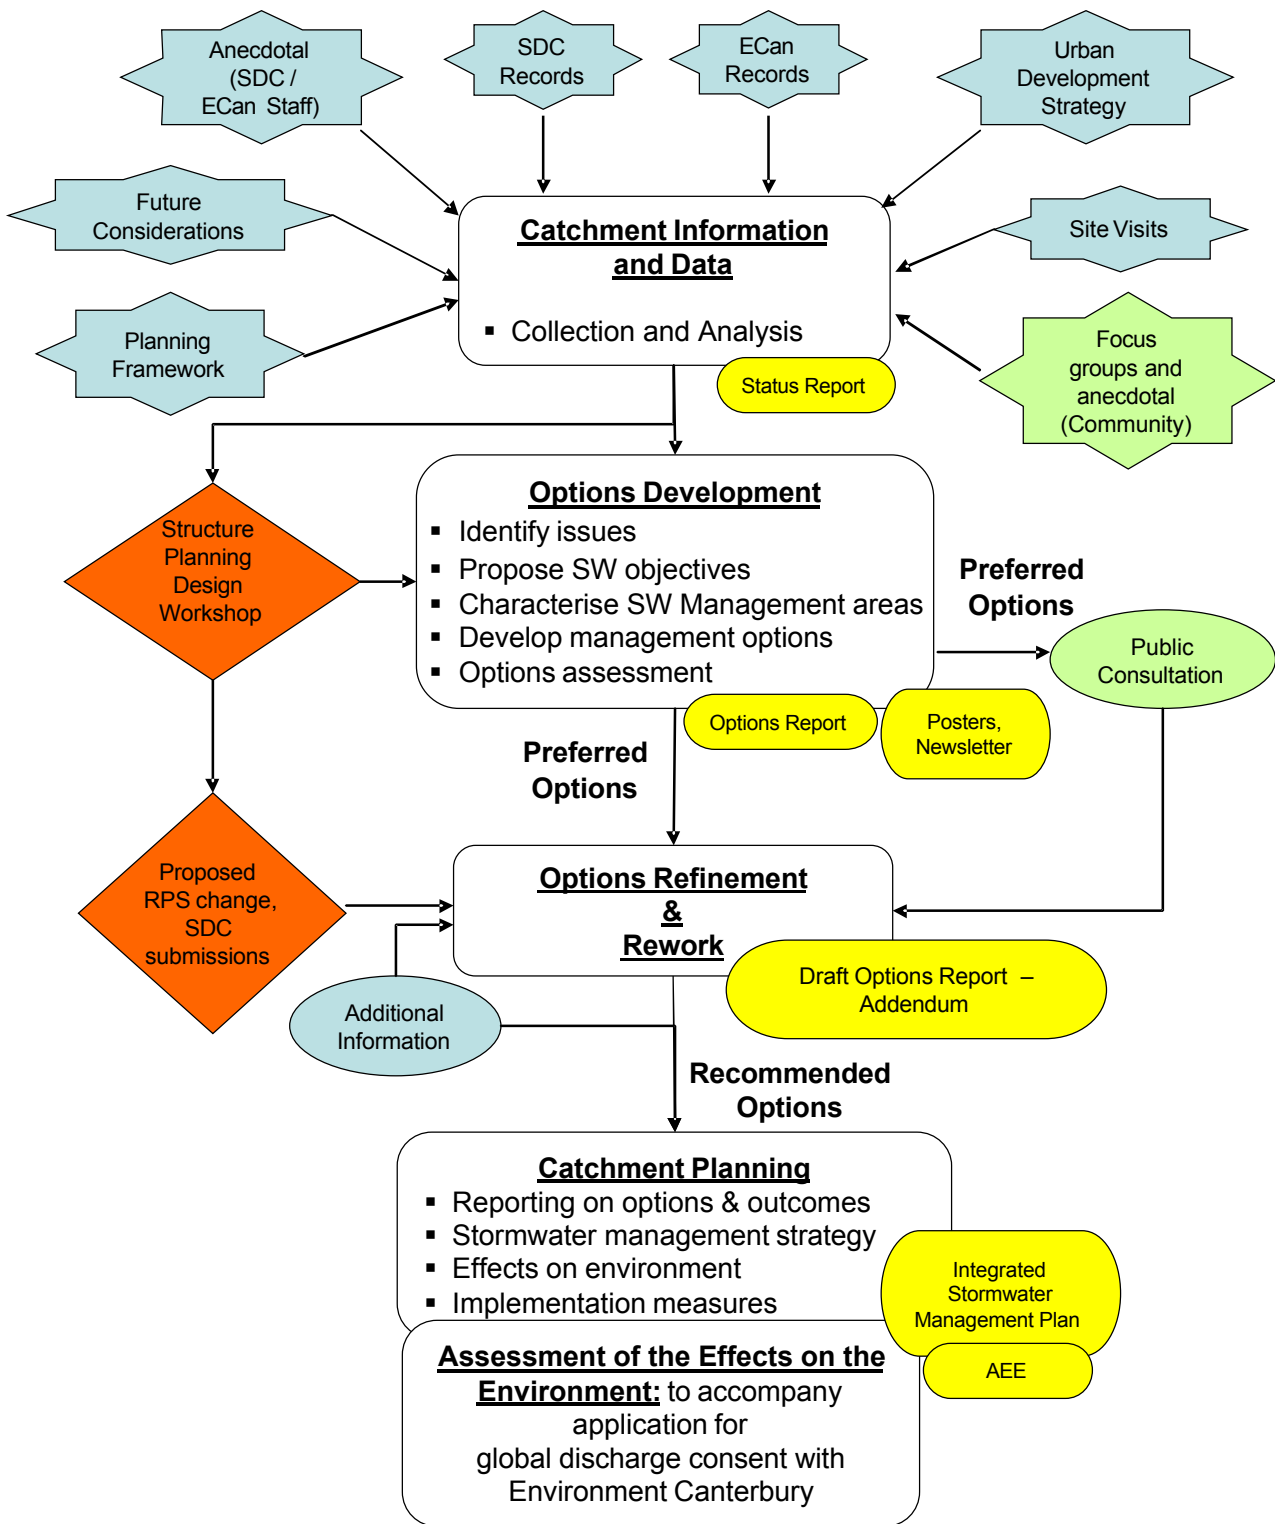 Anecdotal
(SDC /
ECan Staff)
SDC
Records
ECan
Records
Urban
Development
Strategy
Future
Considerations
Catchment Information
and Data
▪ Collection and Analysis
Site Visits
Planning
Framework
Status Report
Focus
groups and
anecdotal
(Community)
Structure
Planning
Design
Workshop
Options Development
▪ Identify issues
▪ Propose SW objectives
▪ Characterise SW Management areas
▪ Develop management options
▪ Options assessment
Preferred
Options
Public
Consultation
Options Report
Posters,
Newsletter
Preferred
Options
Proposed
RPS change,
SDC
submissions
Options Refinement
&
Rework
Draft Options Report –
Addendum
Additional
Information
Recommended
Options
Catchment Planning
▪ Reporting on options & outcomes
▪ Stormwater management strategy
▪ Effects on environment
▪ Implementation measures
Integrated
Stormwater
Management Plan
AEE
Assessment of the Effects on the
Environment: to accompany
application for
global discharge consent with
Environment Canterbury